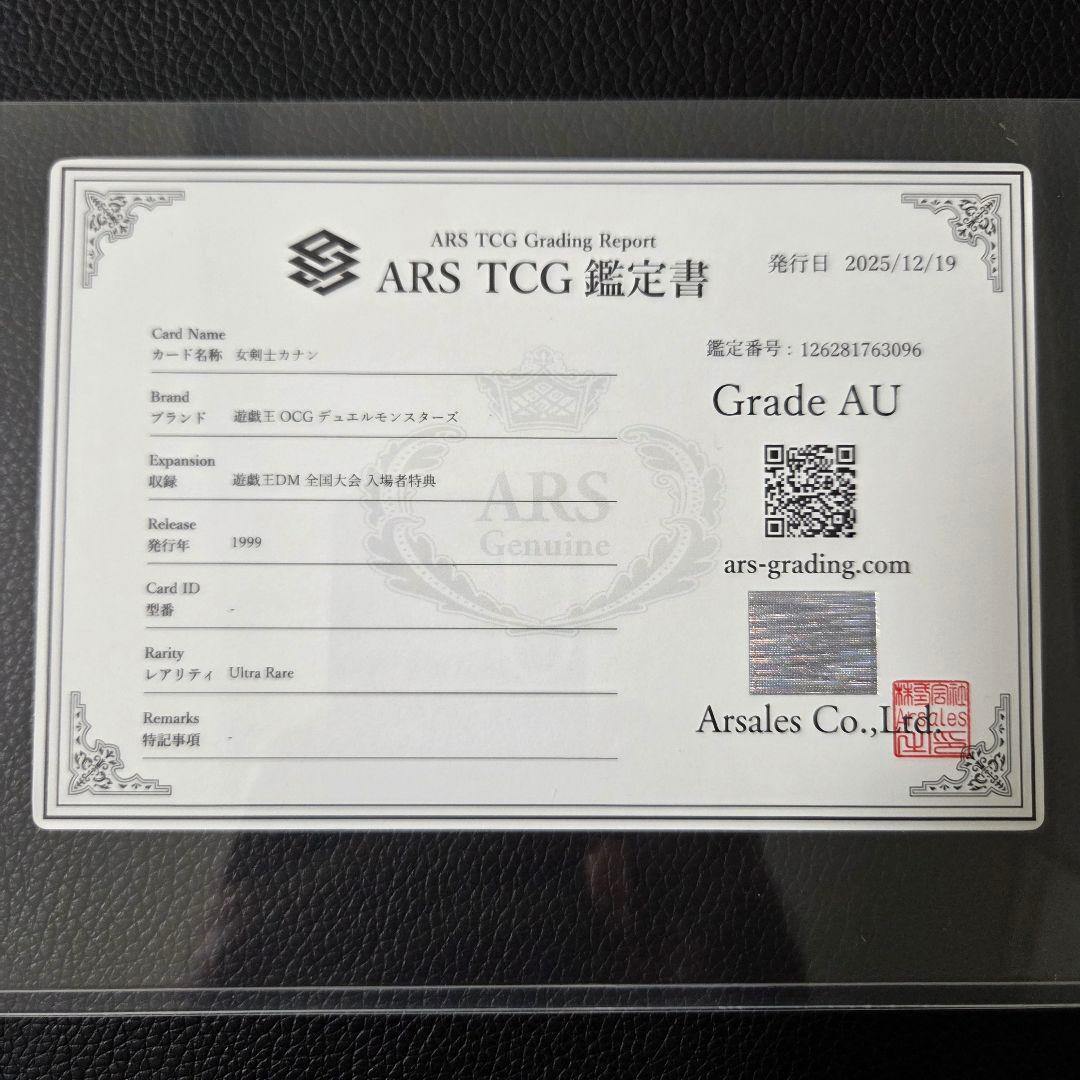 ARS TCG Grading Report
ARS TCG 鑑定書
発行日 2025/12/19
Card Name
カード名称 女剣士カナン
Brand
ブランド 遊戯王 OCG デュエルモンスターズ
Expansion
収録 遊戯王DM 全国大会 入場者特典
Release
発行年 1999
Card ID
型番 -
Rarity
レアリティ Ultra Rare
Remarks
特記事項 -
ARS
Genuine
鑑定番号 : 126281763096
Grade AU
ars-grading.com
Arsales Co.,Ltd.
株式会社
Arsales